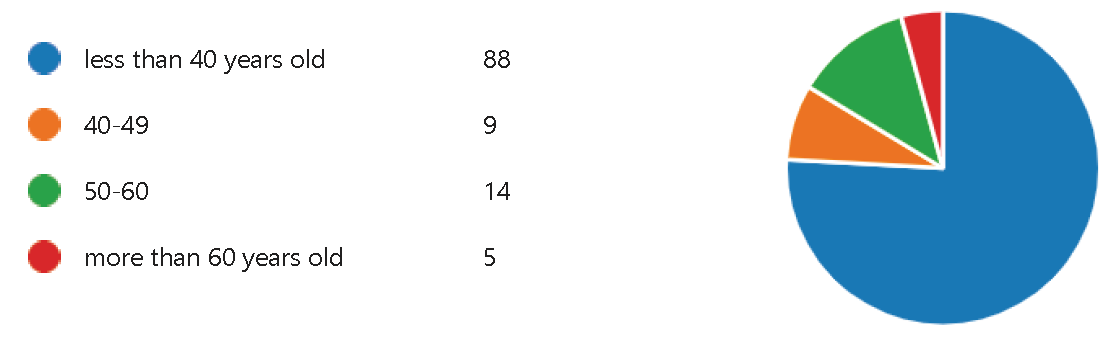 less than 40 years old 88
40-49 9
50-60 14
more than 60 years old 5